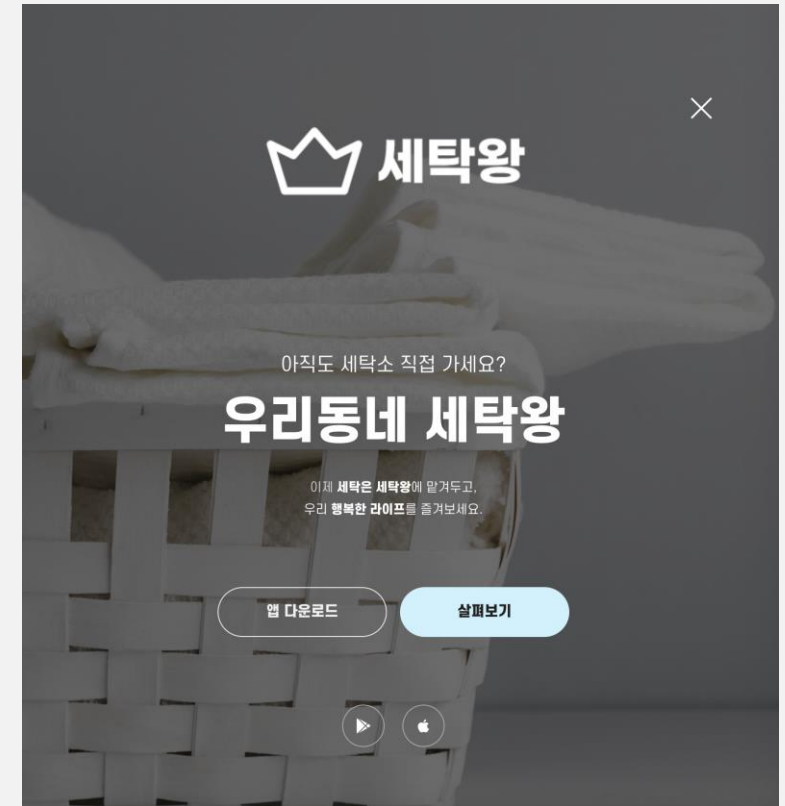 세탁왕
아직도 세탁소 직접 가세요?
우리동네 세탁왕
이제 세탁은 세탁왕에 맡겨두고,
우리 행복한 라이프를 즐겨보세요.
앱 다운로드
살펴보기